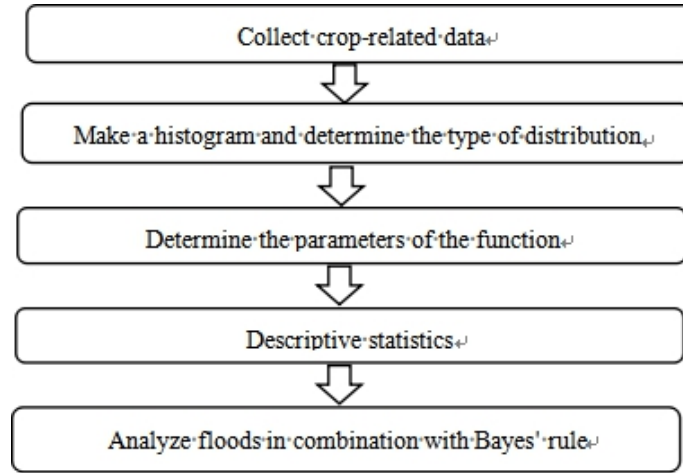 Collect crop-related data
Make a histogram and determine the type of distribution
Determine the parameters of the function
Descriptive statistics
Analyze floods in combination with Bayes' rule